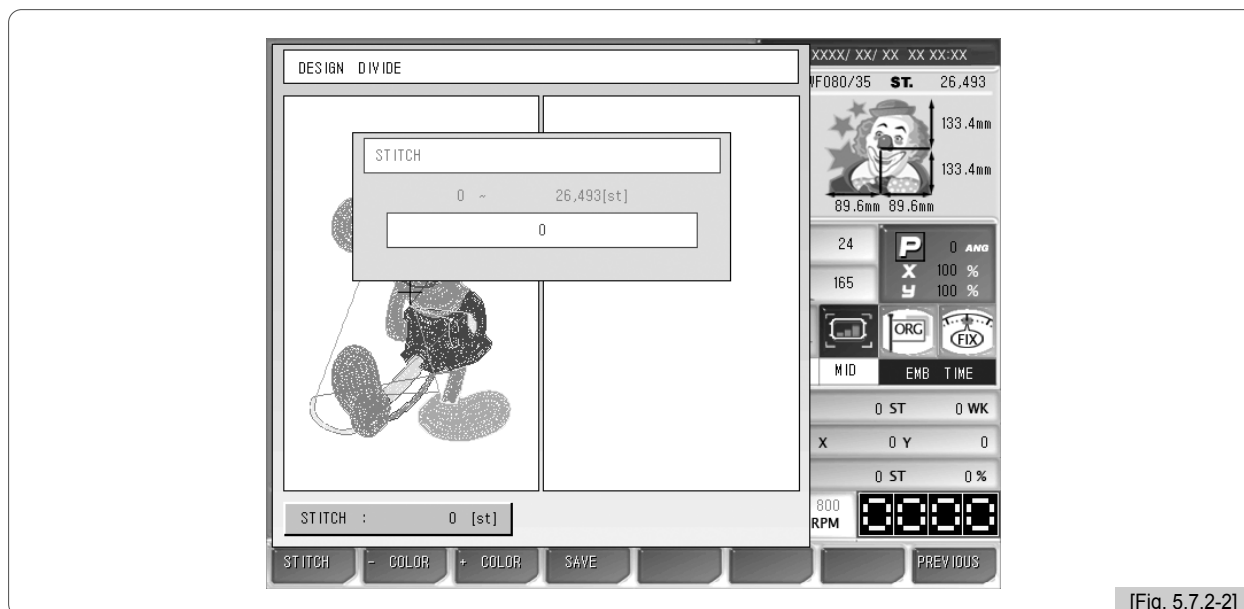 XXXX/ XX/ XX XX XX:XX
DESIGN DIVIDE
ST. 26,493
133.4mm
STITCH
133.4mm
0 ~ 26,493[st]
89.6mm 89.6mm
0
24
P 0 ANG
X 100 %
165
Y 100 %
ORG
FIX
MID
EMB TIME
0 ST 0 WK
X 0 Y 0
0 ST 0 %
800
RPM
0000
STITCH : 0 [st]
STITCH - COLOR + COLOR SAVE PREVIOUS
[Fig. 5.7.2-2]